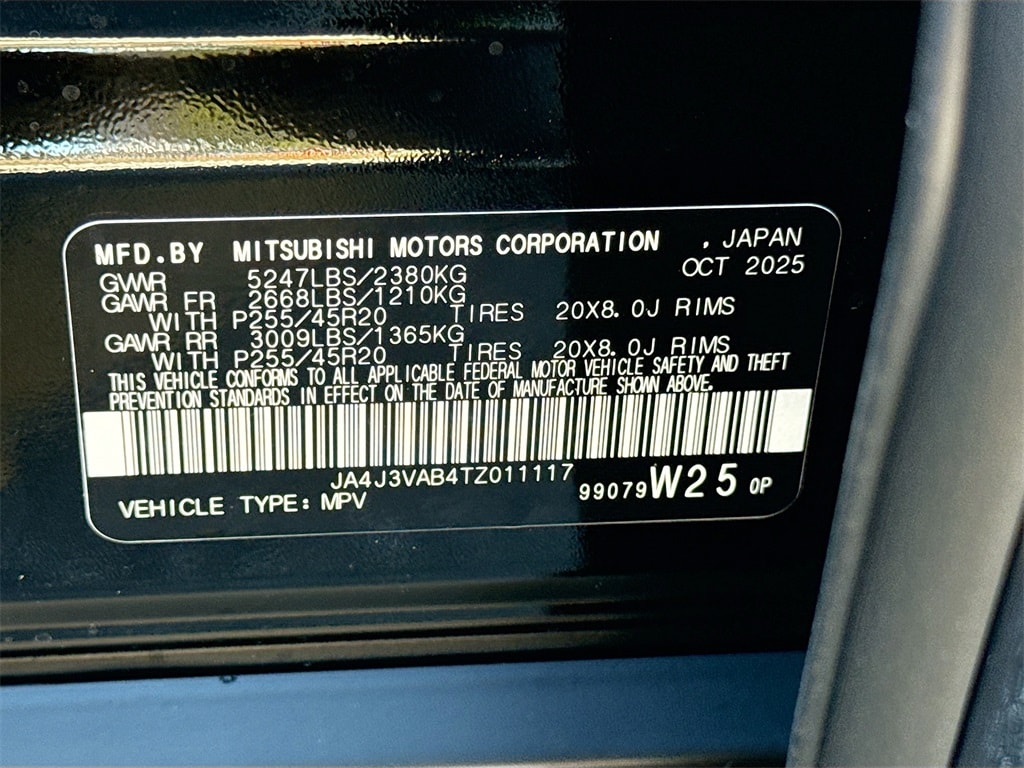 MFD.BY MITSUBISHI MOTORS CORPORATION , JAPAN
GVWR 5247LBS/2380KG OCT 2025
GAWR FR 2668LBS/1210KG
WITH P255/45R20 TIRES 20X8.0J RIMS
GAWR RR 3009LBS/1365KG
WITH P255/45R20 TIRES 20X8.0J RIMS
THIS VEHICLE CONFORMS TO ALL APPLICABLE FEDERAL MOTOR VEHICLE SAFETY AND THEFT
PREVENTION STANDARDS IN EFFECT ON THE DATE OF MANUFACTURE SHOWN ABOVE.
JA4J3VAB4TZ011117
VEHICLE TYPE: MPV 99079 W25 0P